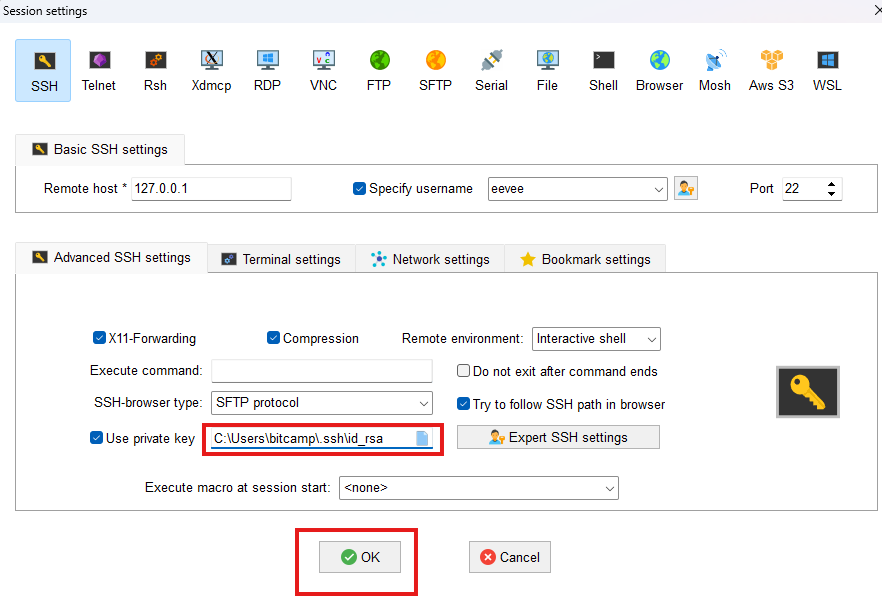 Session settings
SSH
Telnet
Rsh
Xdmcp
RDP
VNC
FTP
SFTP
Serial
File
Shell
Browser
Mosh
Aws S3
WSL
Basic SSH settings
Remote host * 127.0.0.1
Specify username eevee
Port 22
Advanced SSH settings
Terminal settings
Network settings
Bookmark settings
X11-Forwarding
Compression
Remote environment: Interactive shell
Execute command:
Do not exit after command ends
SSH-browser type: SFTP protocol
Try to follow SSH path in browser
Use private key C:\Users\bitcamp\.ssh\id_rsa
Expert SSH settings
Execute macro at session start: <none>
OK
Cancel